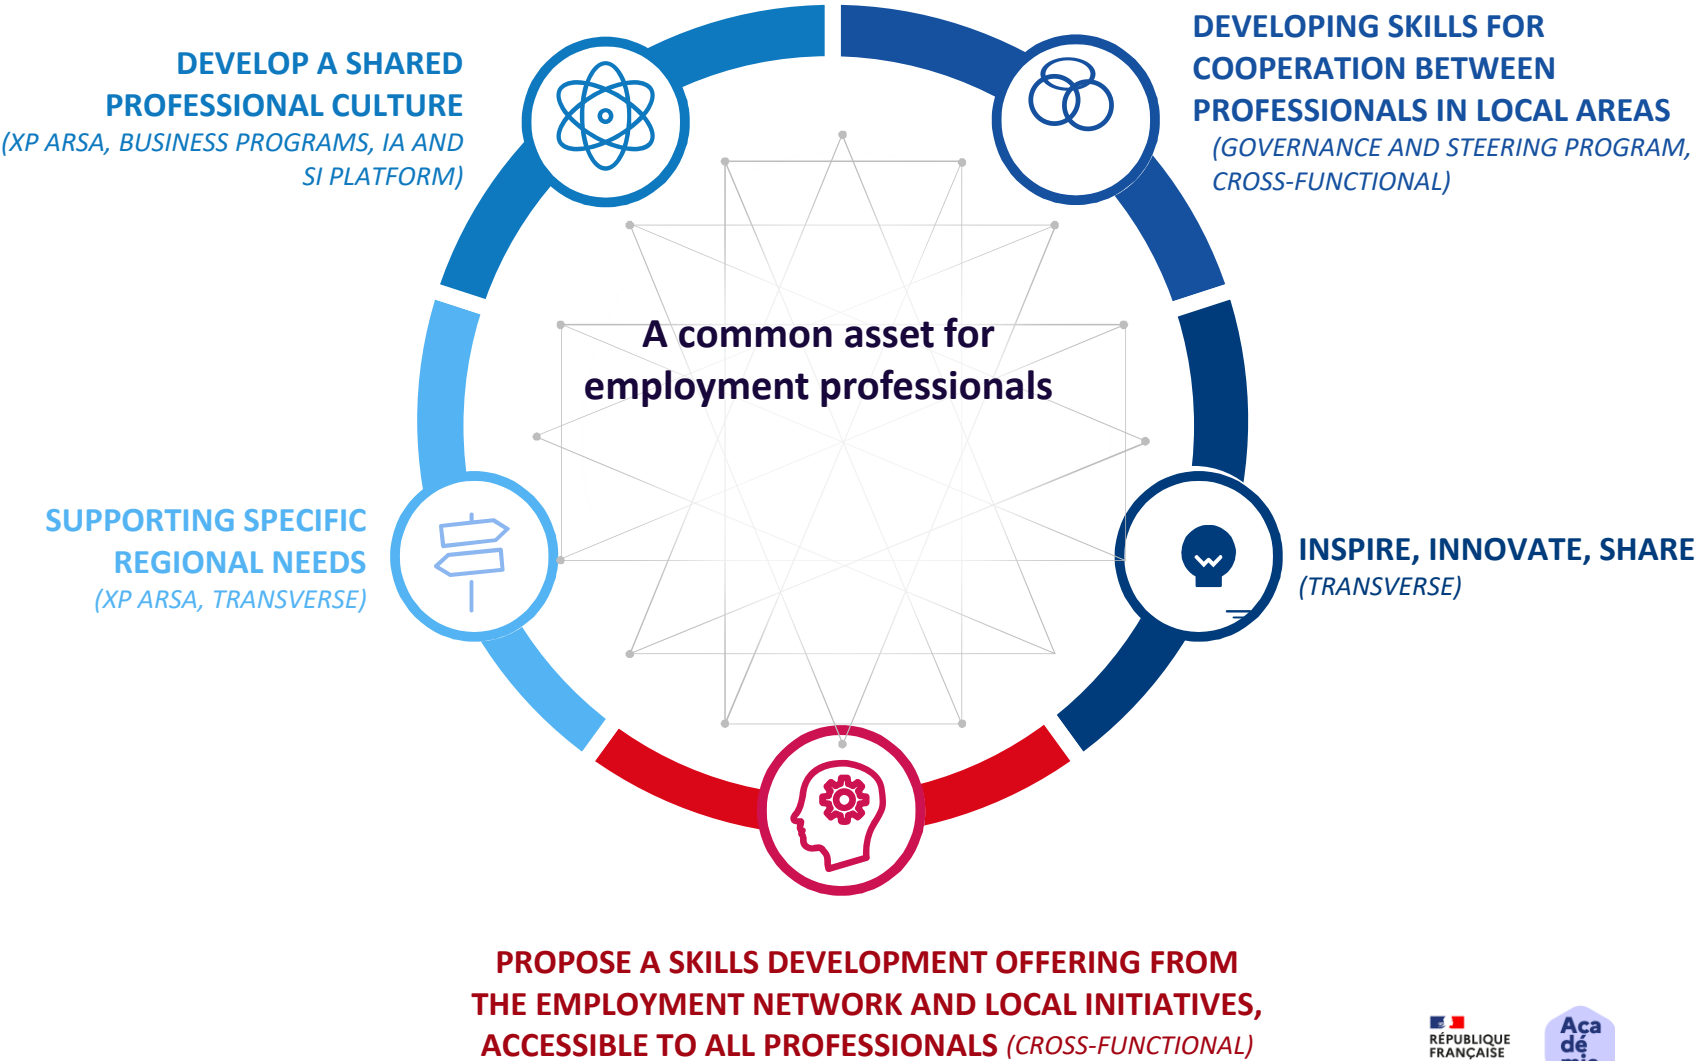 DEVELOP A SHARED
PROFESSIONAL CULTURE
(XP ARSA, BUSINESS PROGRAMS, IA AND
SI PLATFORM)
DEVELOPING SKILLS FOR
COOPERATION BETWEEN
PROFESSIONALS IN LOCAL AREAS
(GOVERNANCE AND STEERING PROGRAM,
CROSS-FUNCTIONAL)
A common asset for
employment professionals
SUPPORTING SPECIFIC
REGIONAL NEEDS
(XP ARSA, TRANSVERSE)
INSPIRE, INNOVATE, SHARE
(TRANSVERSE)
PROPOSE A SKILLS DEVELOPMENT OFFERING FROM
THE EMPLOYMENT NETWORK AND LOCAL INITIATIVES,
ACCESSIBLE TO ALL PROFESSIONALS (CROSS-FUNCTIONAL)
RÉPUBLIQUE
FRANÇAISE
Aca
dé